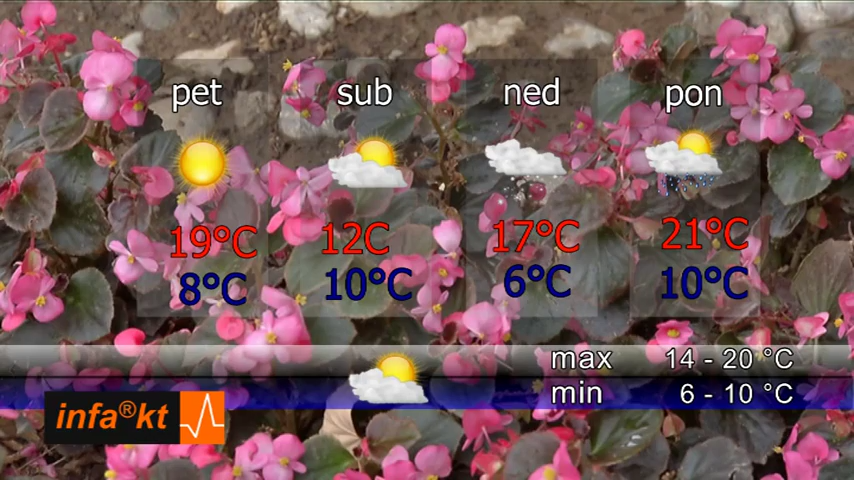 pet sub ned pon
19°C 12C 17°C 21°C
8°C 10°C 6°C 10°C
max 14 - 20 °C
min 6 - 10 °C
infa®kt